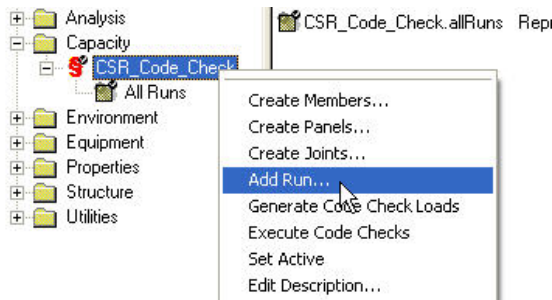 Analysis
Capacity
CSR_Code_Check
All Runs
Environment
Equipment
Properties
Structure
Utilities
CSR_Code_Check.allRuns
Create Members...
Create Panels...
Create Joints...
Add Run...
Generate Code Check Loads
Execute Code Checks
Set Active
Edit Description...